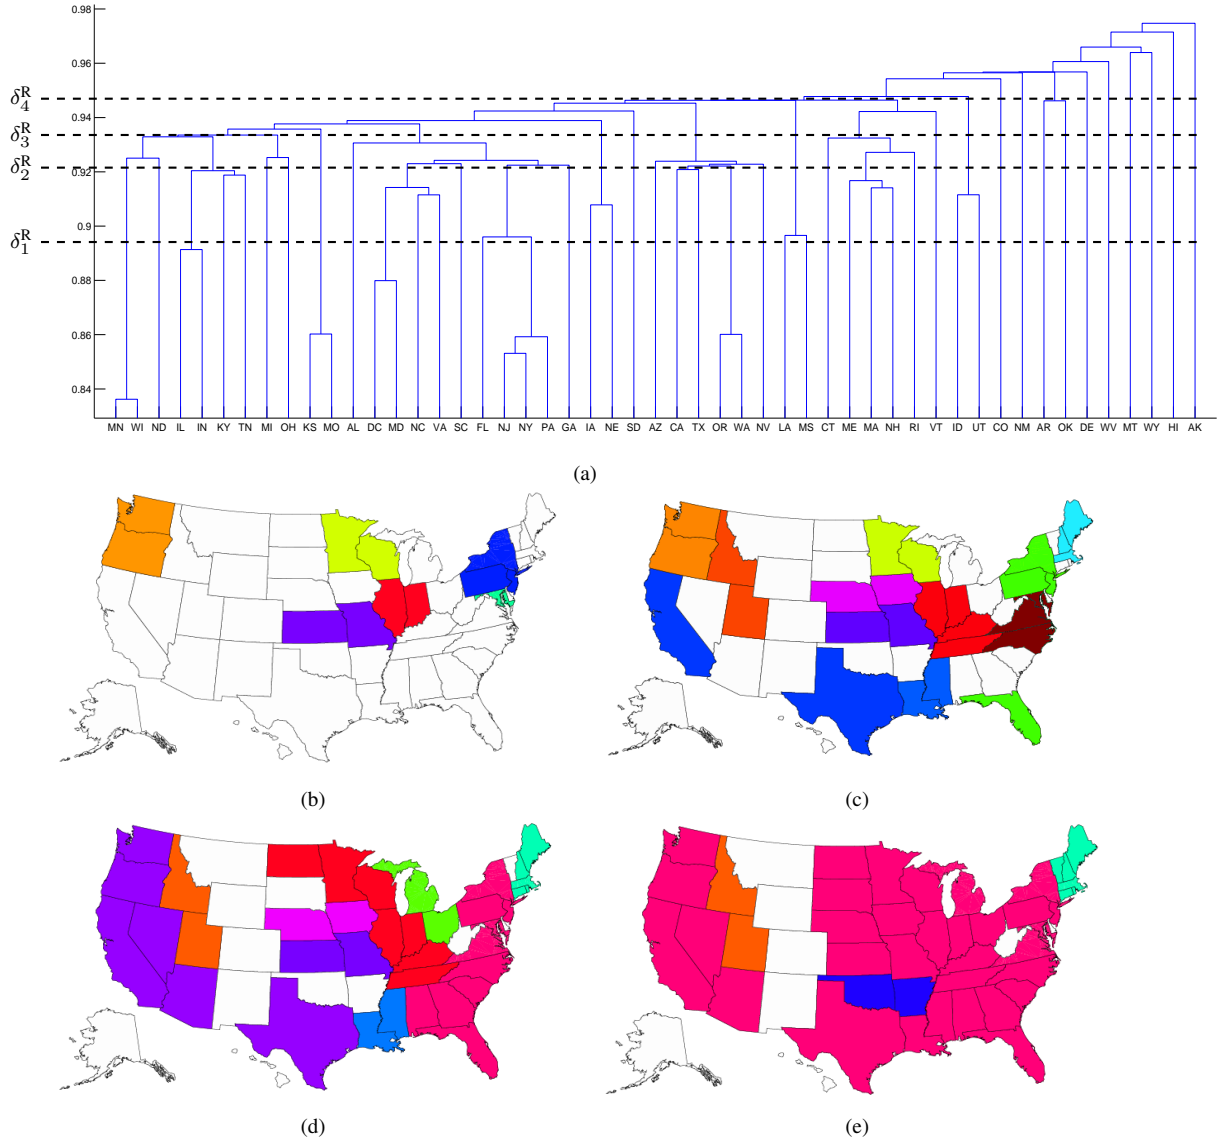 0.98
0.96
δ₄ᴿ
0.94
δ₃ᴿ
δ₂ᴿ
0.92
0.9
δ₁ᴿ
0.88
0.86
0.84
MN WI ND IL IN KY TN MI OH KS MO AL DC MD NC VA SC FL NJ NY PA GA IA NE SD AZ CA TX OR WA NV LA MS CT ME MA NH RI VT ID UT CO NM AR OK DE WV MT WY HI AK
(a)
(b) (c)
(d) (e)